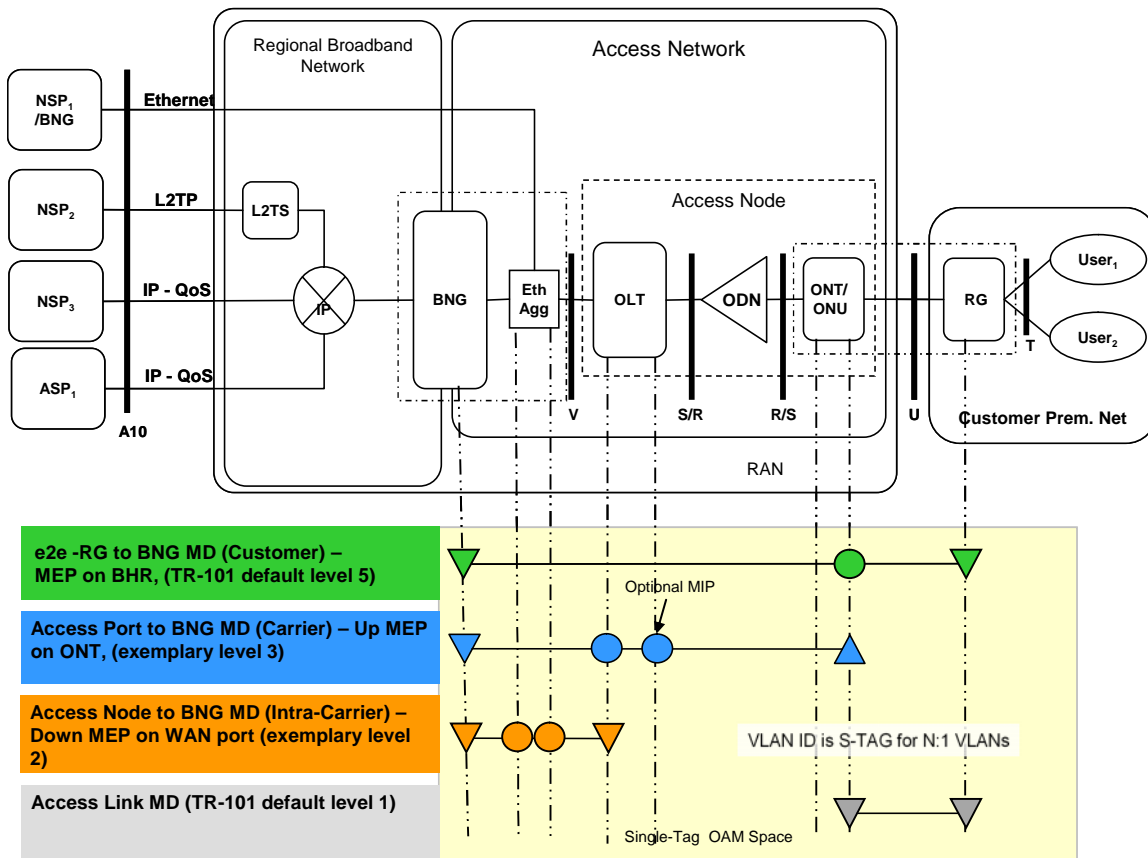 Regional Broadband
Network
Access Network
NSP1
/BNG
Ethernet
NSP2
L2TP
L2TS
Access Node
NSP3
IP - QoS
IP
BNG
Eth
Agg
OLT
ODN
ONT/
ONU
RG
User1
User2
T
ASP1
IP - QoS
A10
V
S/R
R/S
U
Customer Prem. Net
RAN
e2e -RG to BNG MD (Customer) –
MEP on BHR, (TR-101 default level 5)
Optional MIP
Access Port to BNG MD (Carrier) – Up MEP
on ONT, (exemplary level 3)
Access Node to BNG MD (Intra-Carrier) –
Down MEP on WAN port (exemplary level
2)
VLAN ID is S-TAG for N:1 VLANs
Access Link MD (TR-101 default level 1)
Single-Tag OAM Space